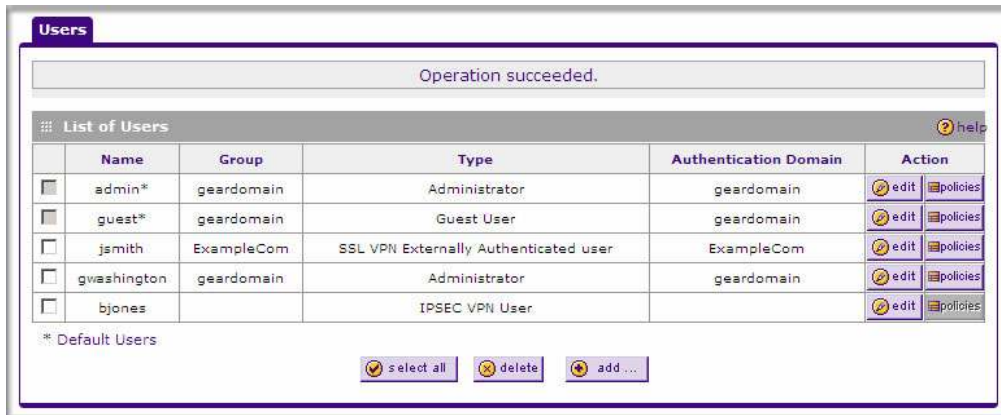 Users
Operation succeeded.
List of Users help
Name Group Type Authentication Domain Action
admin* geardomain Administrator geardomain edit policies
guest* geardomain Guest User geardomain edit policies
jsmith ExampleCom SSL VPN Externally Authenticated user ExampleCom edit policies
gwashington geardomain Administrator geardomain edit policies
bjones IPSEC VPN User edit policies
* Default Users
select all delete add ...